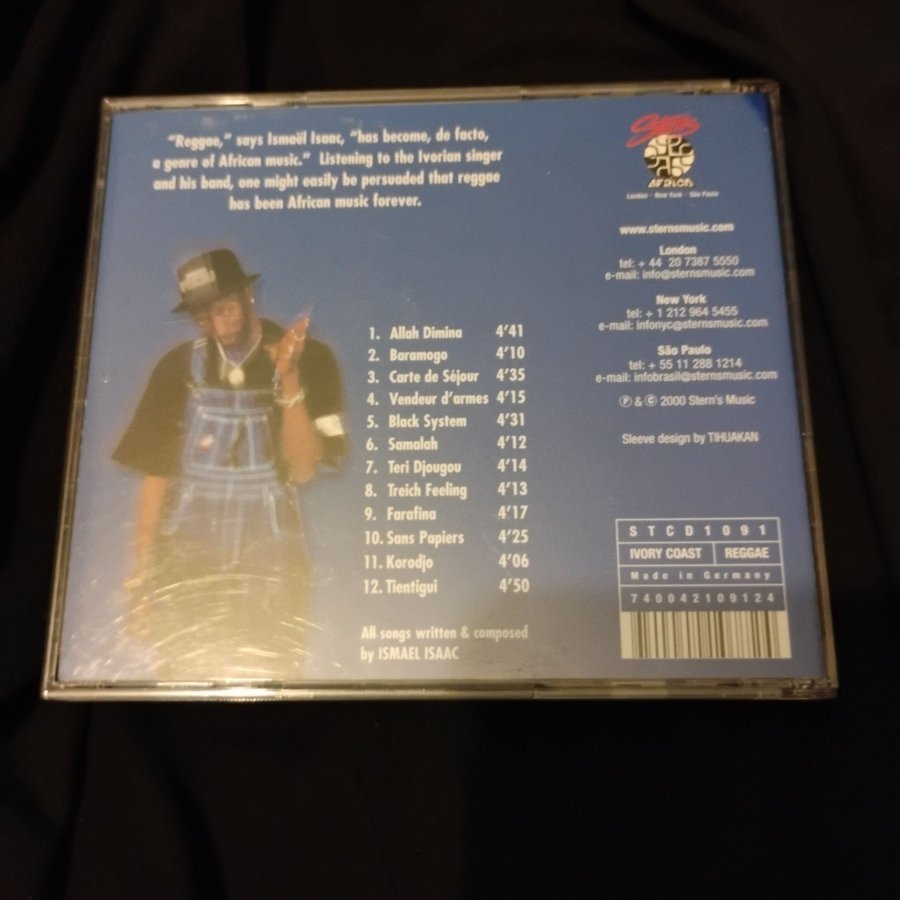 "Reggae," says Ismaël Isaac, "has become, de facto,
a genre of African music." Listening to the Ivorian singer
and his band, one might easily be persuaded that reggae
has been African music forever.
1. Allah Dimina 4'41
2. Baramogo 4'10
3. Carte de Séjour 4'35
4. Vendeur d'armes 4'15
5. Black System 4'31
6. Samalah 4'12
7. Teri Djougou 4'14
8. Treich Feeling 4'13
9. Farafina 4'17
10. Sans Papiers 4'25
11. Korodjo 4'06
12. Tientigui 4'50
All songs written & composed
by ISMAEL ISAAC
Stern's
AFRICA
London New York São Paulo
www.sternsmusic.com
London
tel: + 44 20 7387 5550
e-mail: info@sternsmusic.com
New York
tel: + 1 212 964 5455
e-mail: infonyc@sternsmusic.com
São Paulo
tel: + 55 11 288 1214
e-mail: infobrasil@sternsmusic.com
℗ & © 2000 Stern's Music
Sleeve design by TIHUAKAN
STCD1091
IVORY COAST REGGAE
Made in Germany
740042109124